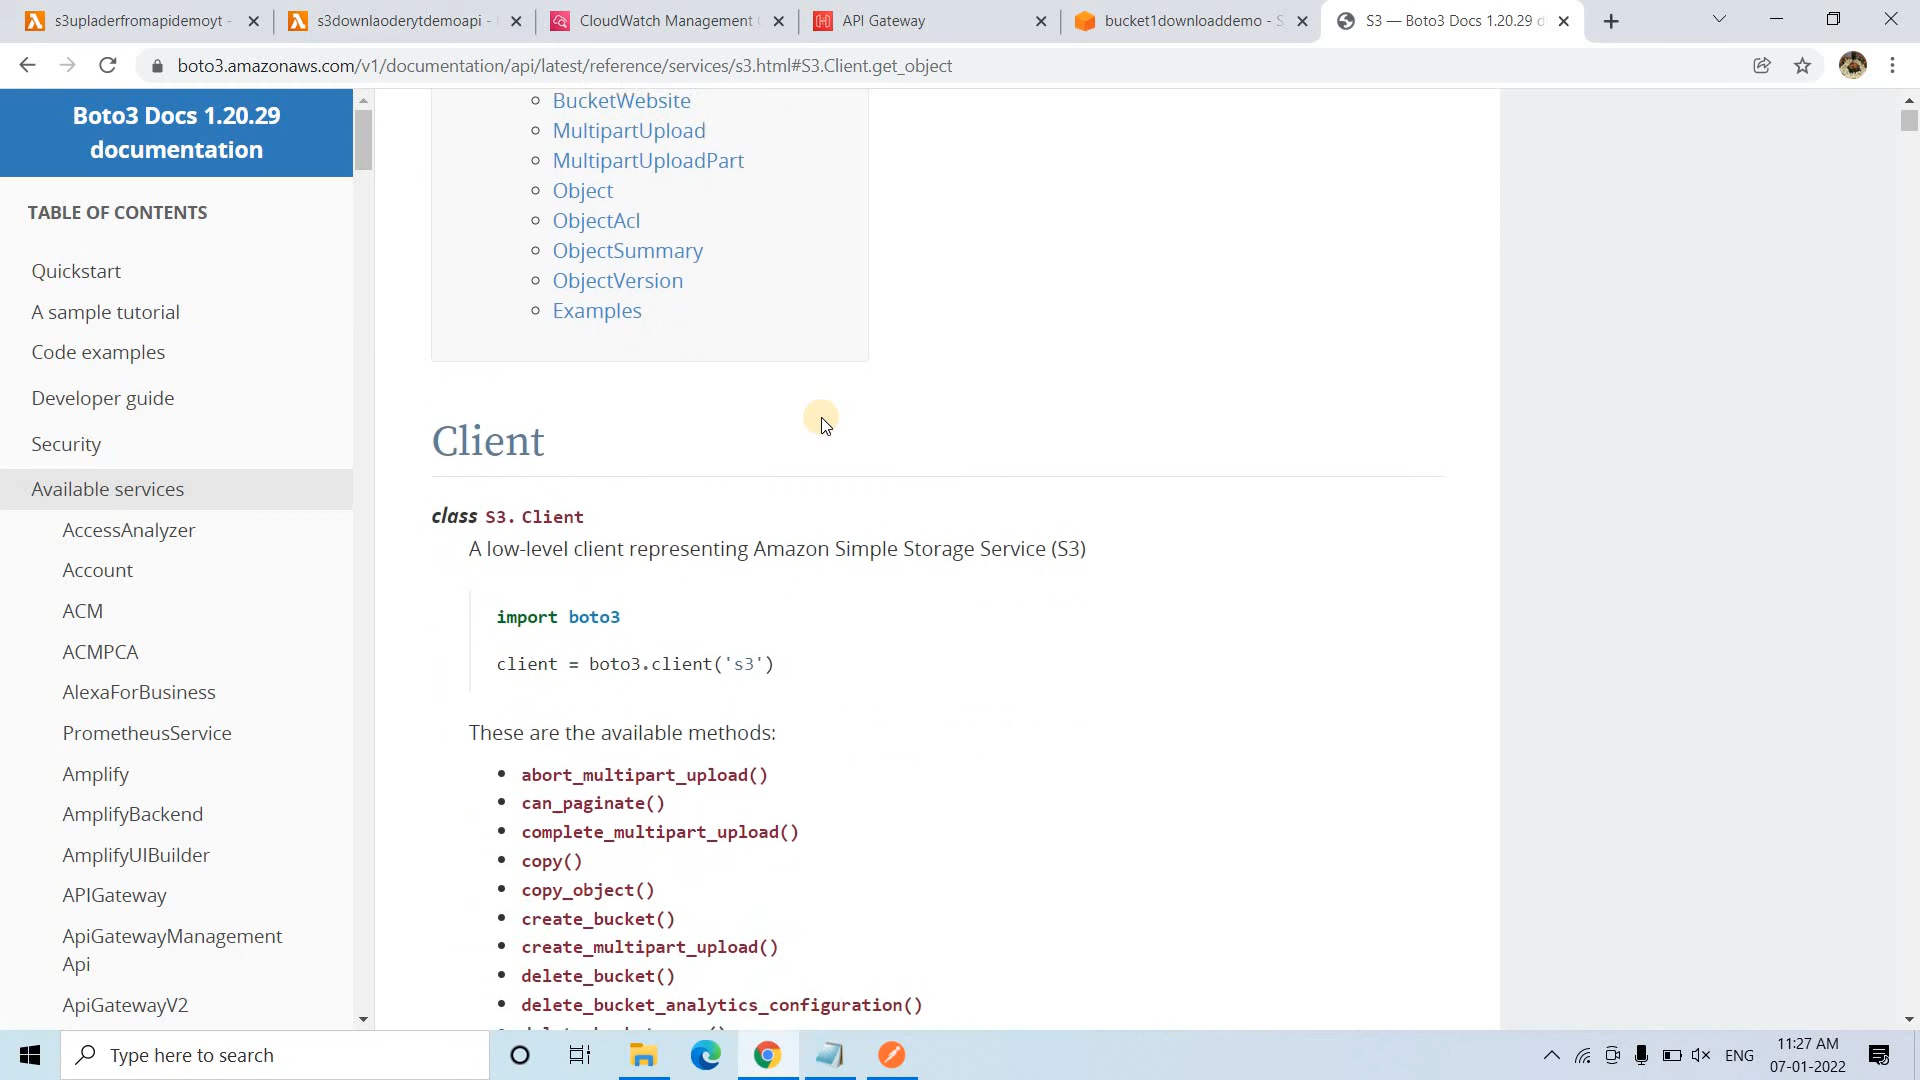 s3upladerfromapidemoyt -
s3downlaoderytdemoapi -
CloudWatch Management
API Gateway
bucket1downloaddemo - S
S3 — Boto3 Docs 1.20.29 d
boto3.amazonaws.com/v1/documentation/api/latest/reference/services/s3.html#S3.Client.get_object
Boto3 Docs 1.20.29
documentation
TABLE OF CONTENTS
Quickstart
A sample tutorial
Code examples
Developer guide
Security
Available services
AccessAnalyzer
Account
ACM
ACMPCA
AlexaForBusiness
PrometheusService
Amplify
AmplifyBackend
AmplifyUIBuilder
APIGateway
ApiGatewayManagement
Api
ApiGatewayV2
BucketWebsite
MultipartUpload
MultipartUploadPart
Object
ObjectAcl
ObjectSummary
ObjectVersion
Examples
Client
class S3.Client
A low-level client representing Amazon Simple Storage Service (S3)
import boto3
client = boto3.client('s3')
These are the available methods:
abort_multipart_upload()
can_paginate()
complete_multipart_upload()
copy()
copy_object()
create_bucket()
create_multipart_upload()
delete_bucket()
delete_bucket_analytics_configuration()
Type here to search
ENG
11:27 AM
07-01-2022